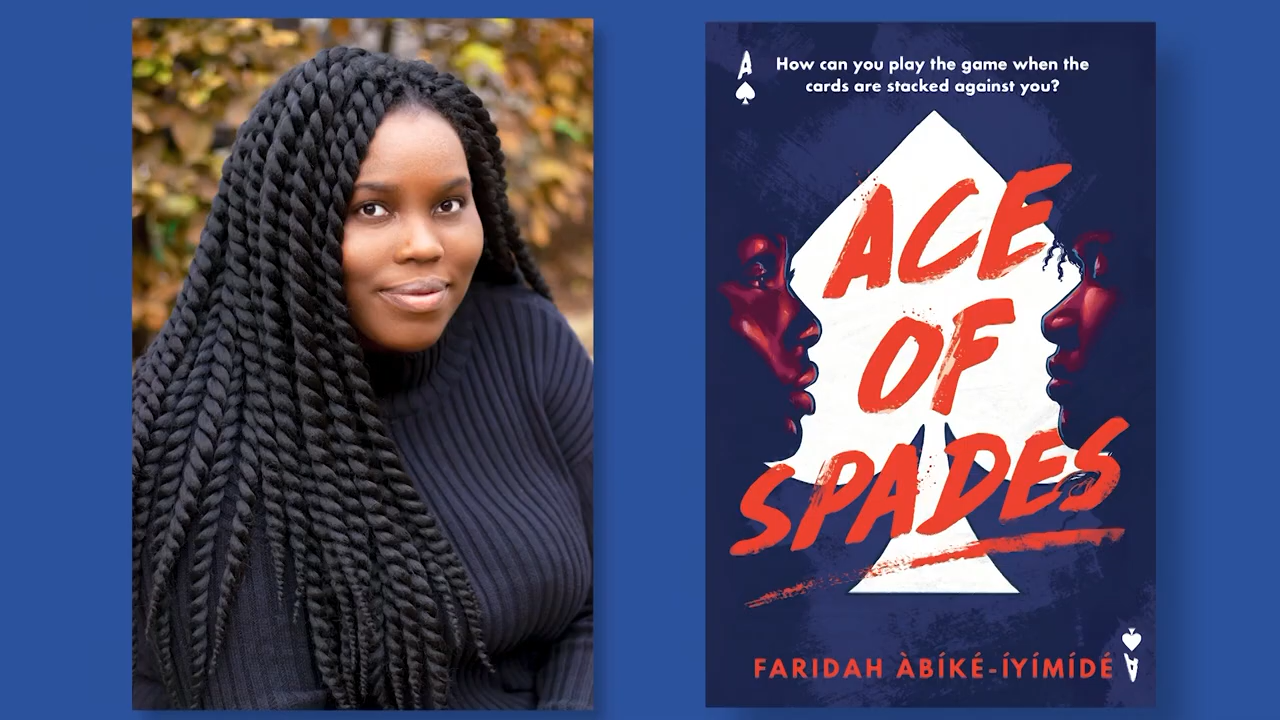 A
How can you play the game when the
cards are stacked against you?
ACE
OF
SPADES
FARIDAH ÀBÍKÉ-ÍYÍMÍDÉ
A